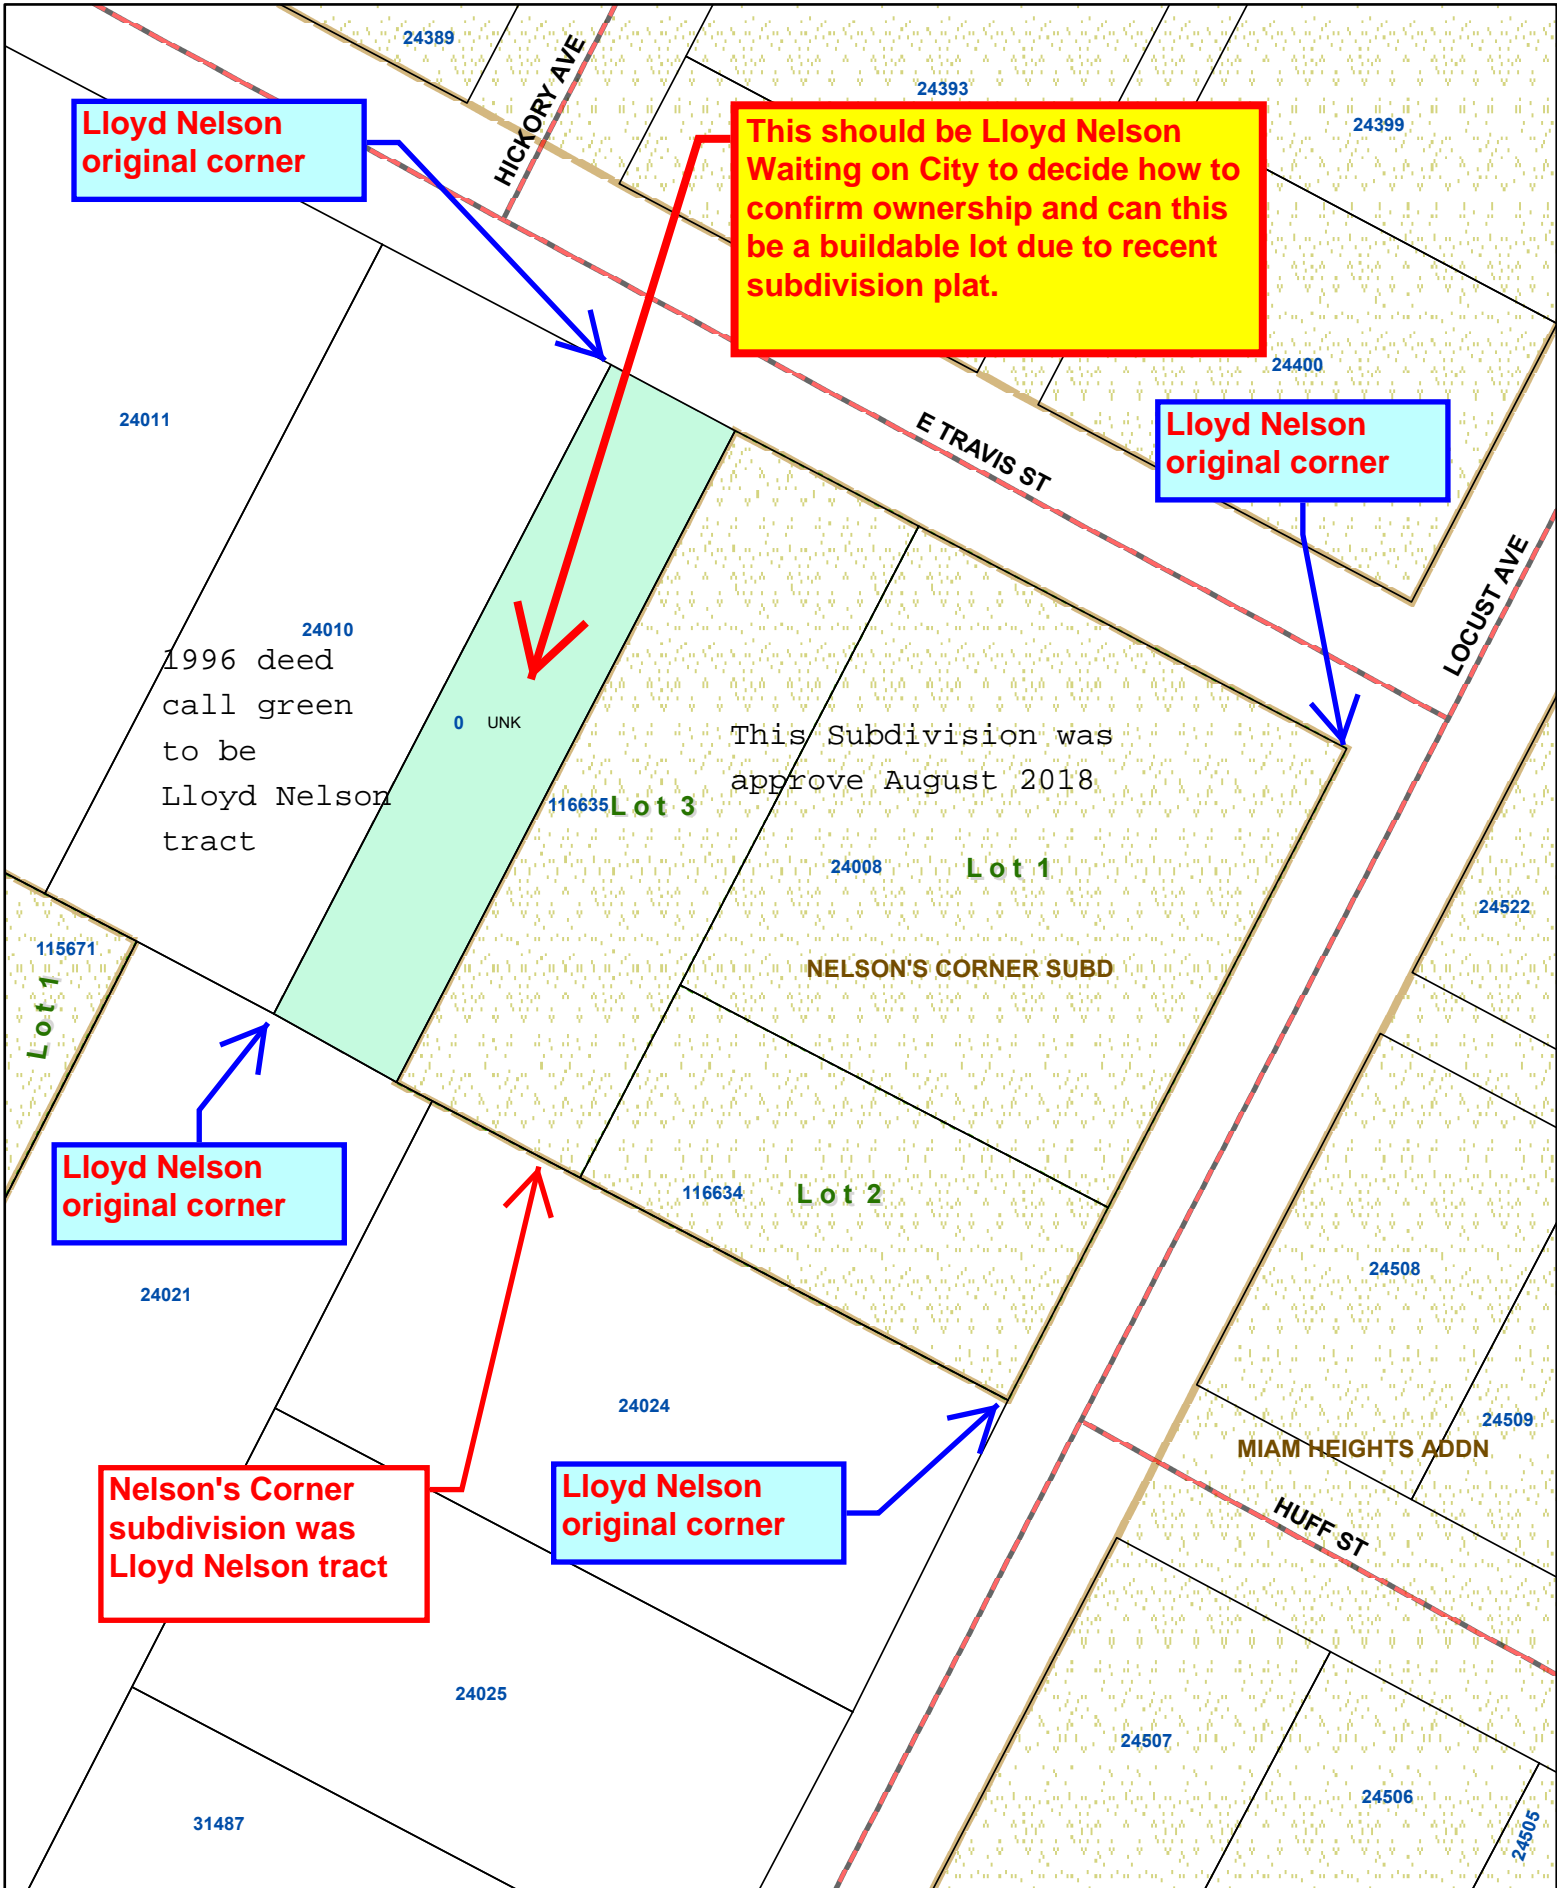 24389
HICKORY AVE
24393
24399
Lloyd Nelson
original corner
This should be Lloyd Nelson
Waiting on City to decide how to
confirm ownership and can this
be a buildable lot due to recent
subdivision plat.
24400
24011
E TRAVIS ST
Lloyd Nelson
original corner
LOCUST AVE
24010
1996 deed
call green
to be
Lloyd Nelson
tract
0 UNK
This Subdivision was
approve August 2018
116635 Lot 3
24008 Lot 1
24522
115671
Lot 1
NELSON'S CORNER SUBD
Lloyd Nelson
original corner
116634 Lot 2
24508
24021
24024
24509
MIAM HEIGHTS ADDN
Nelson's Corner
subdivision was
Lloyd Nelson tract
Lloyd Nelson
original corner
HUFF ST
24025
24507
24506
24505
31487